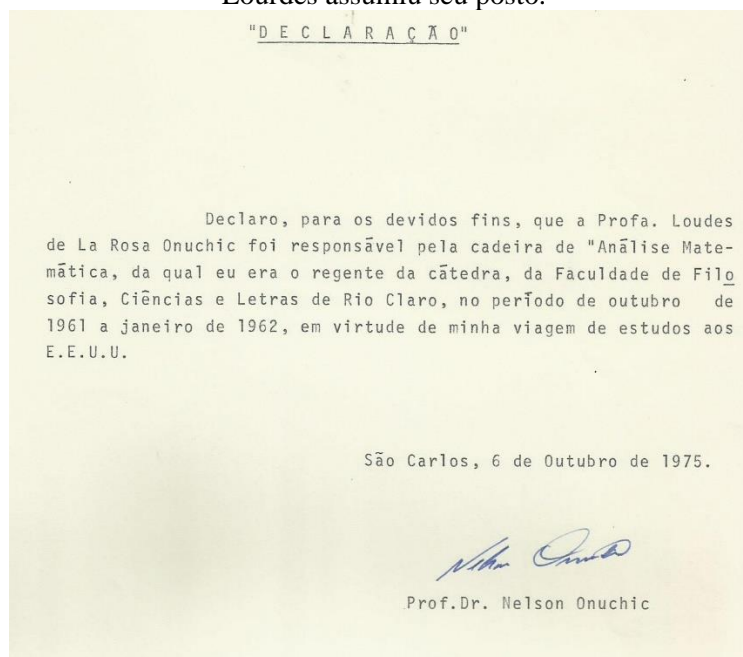 Lourdes assumiu seu posto.
"D E C L A R A Ç Ã O"
Declaro, para os devidos fins, que a Profa. Loudes
de La Rosa Onuchic foi responsável pela cadeira de "Análise Mate-
mática, da qual eu era o regente da cátedra, da Faculdade de Filo
sofia, Ciências e Letras de Rio Claro, no período de outubro de
1961 a janeiro de 1962, em virtude de minha viagem de estudos aos
E.E.U.U.
São Carlos, 6 de Outubro de 1975.
Nelson Onuchic
Prof.Dr. Nelson Onuchic